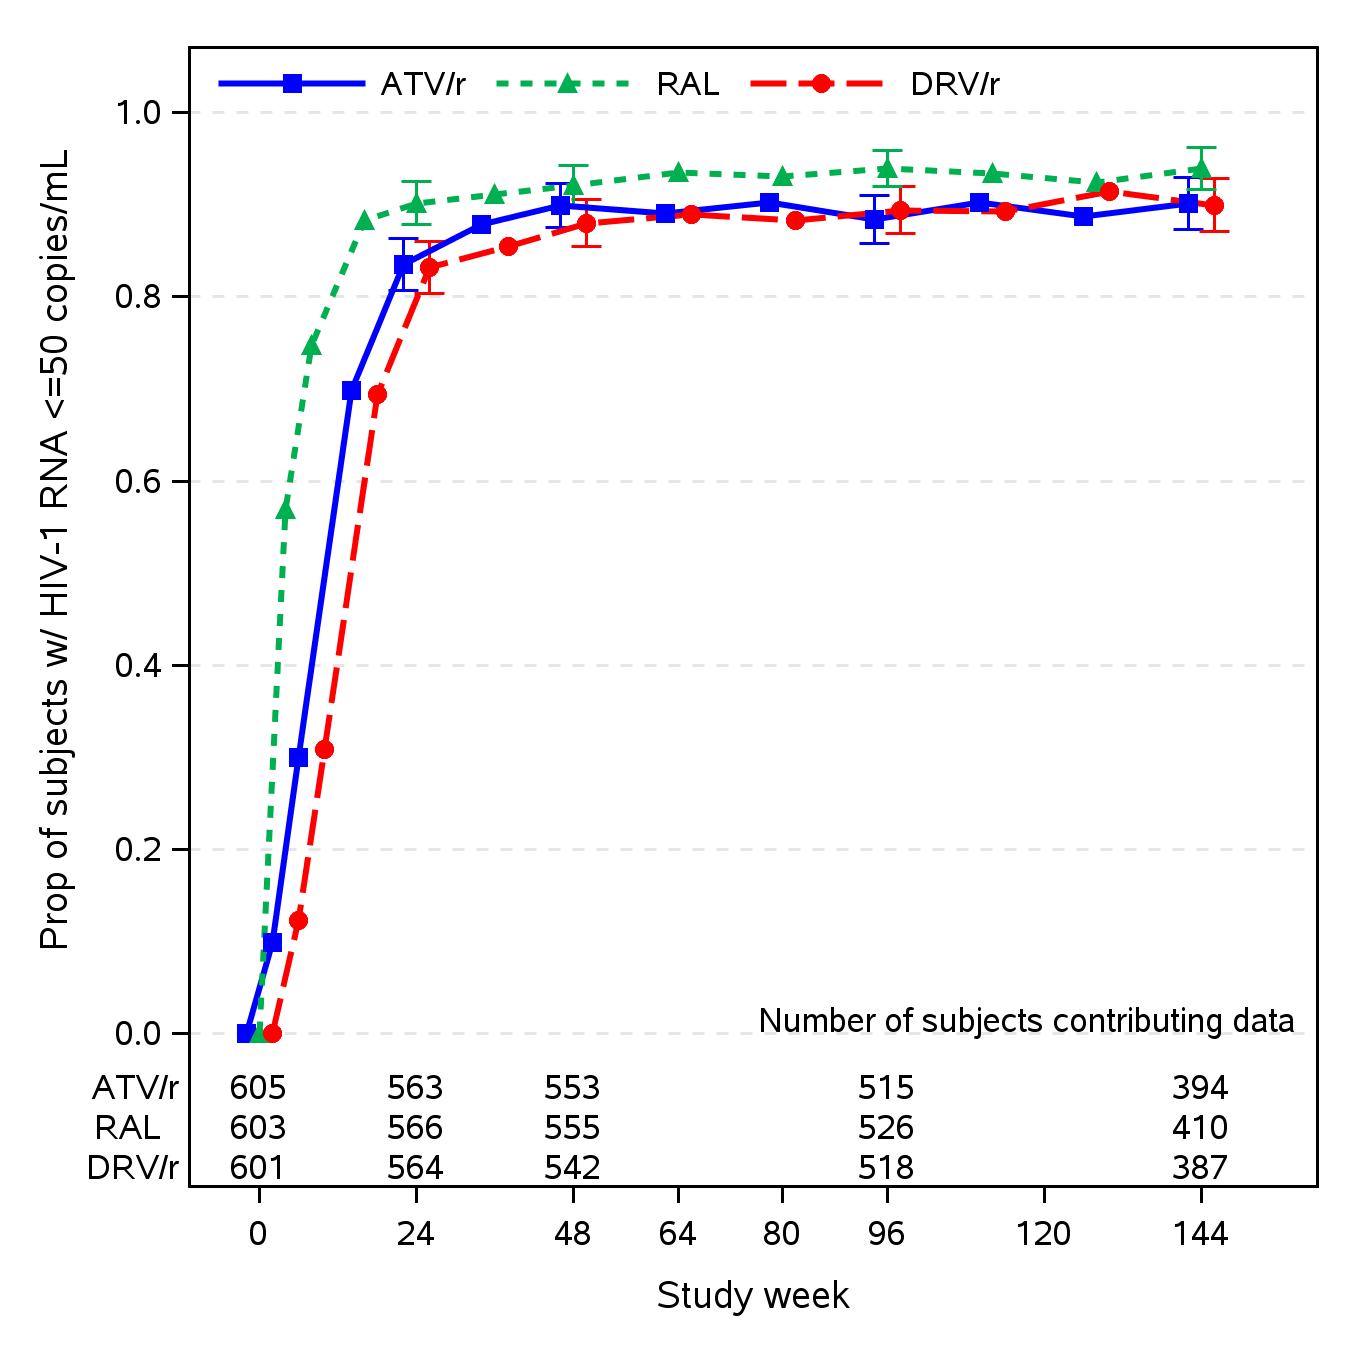 ATV/r RAL DRV/r
1.0
0.8
0.6
0.4
0.2
0.0
Prop of subjects w/ HIV-1 RNA <=50 copies/mL
Number of subjects contributing data
ATV/r 605 563 553 515 394
RAL 603 566 555 526 410
DRV/r 601 564 542 518 387
0 24 48 64 80 96 120 144
Study week